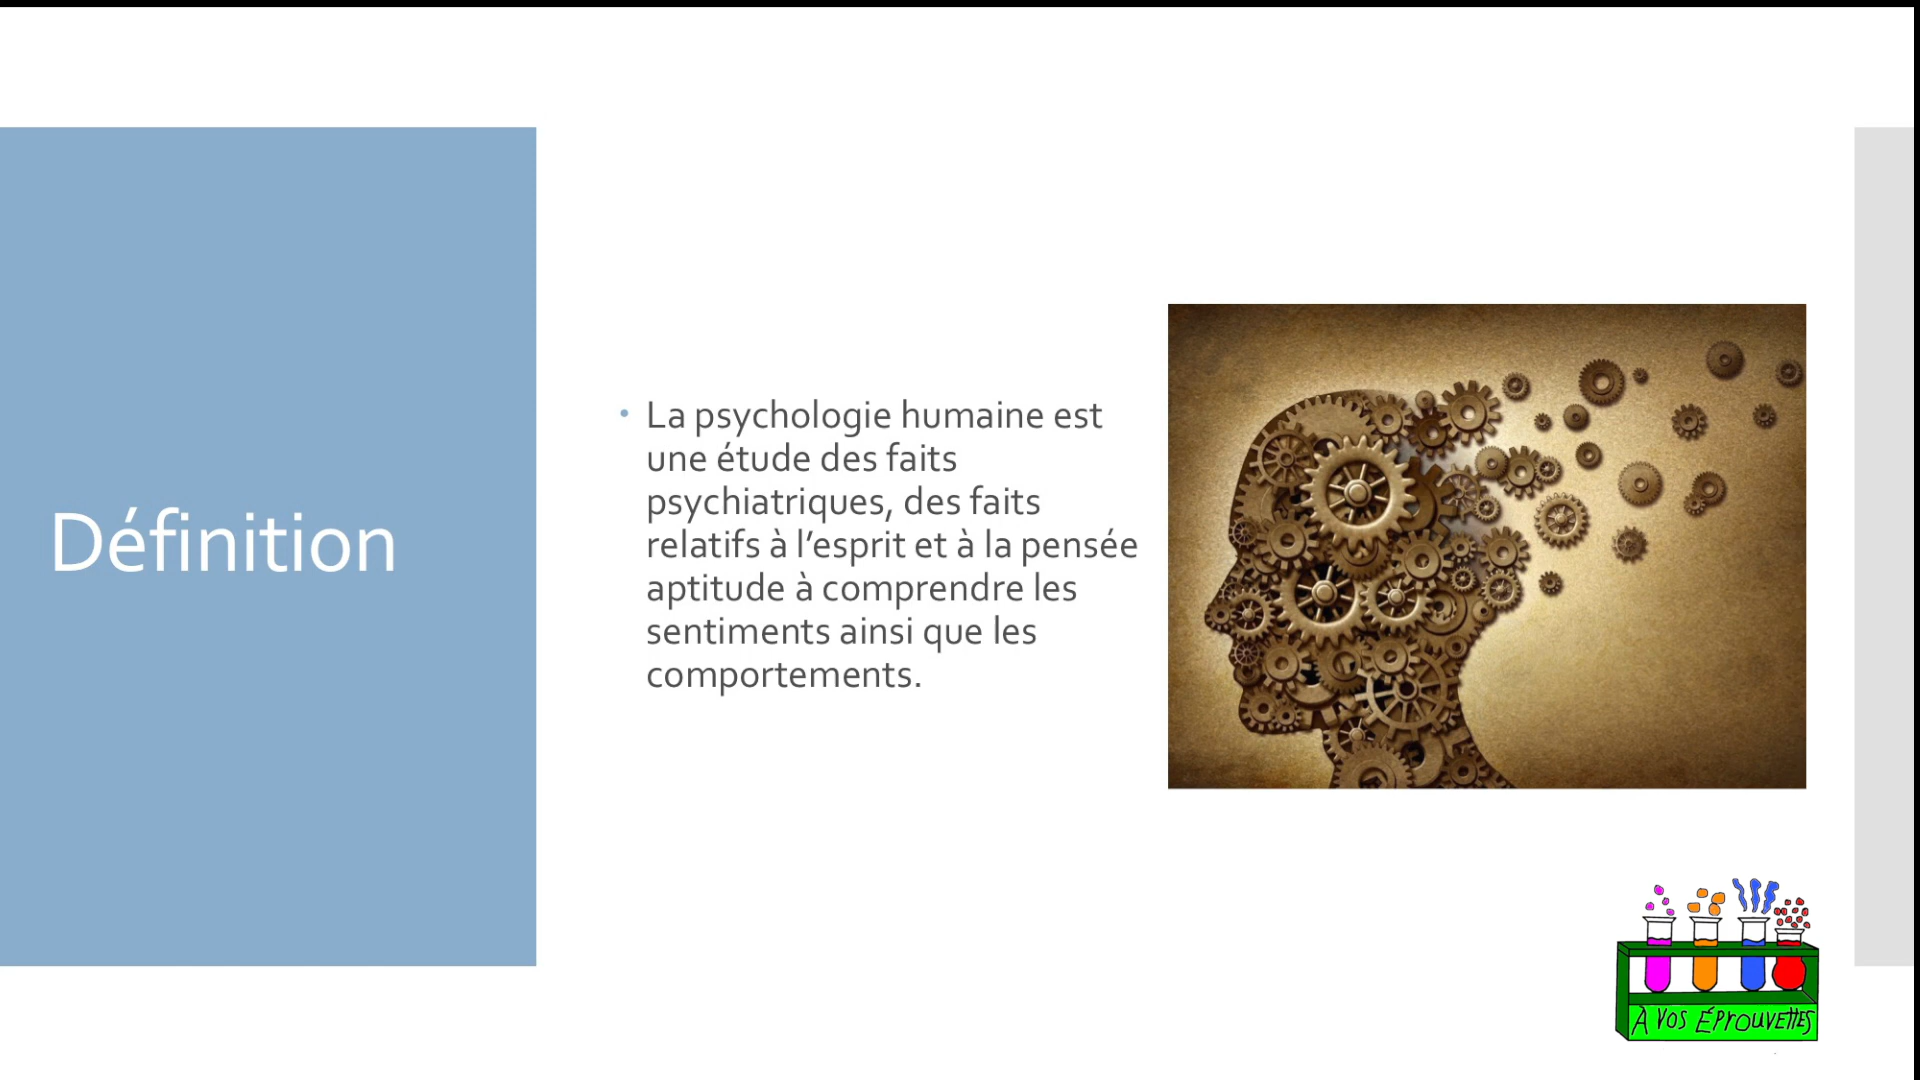 Définition
La psychologie humaine est
une étude des faits
psychiatriques, des faits
relatifs à l’esprit et à la pensée
aptitude à comprendre les
sentiments ainsi que les
comportements.
À VOS ÉProuvEttES